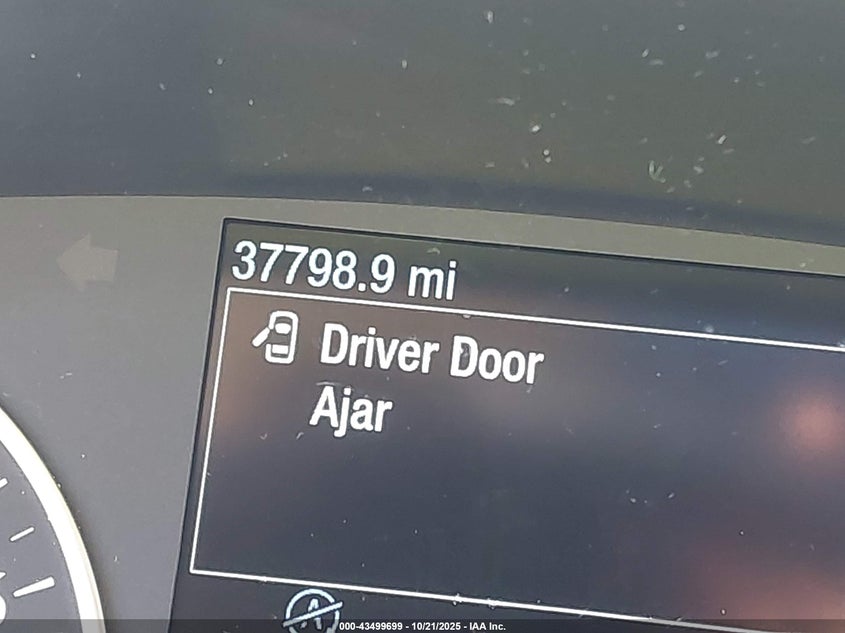 37798.9 mi
Driver Door
Ajar
A
000-43499699 - 10/21/2025 - IAA Inc.